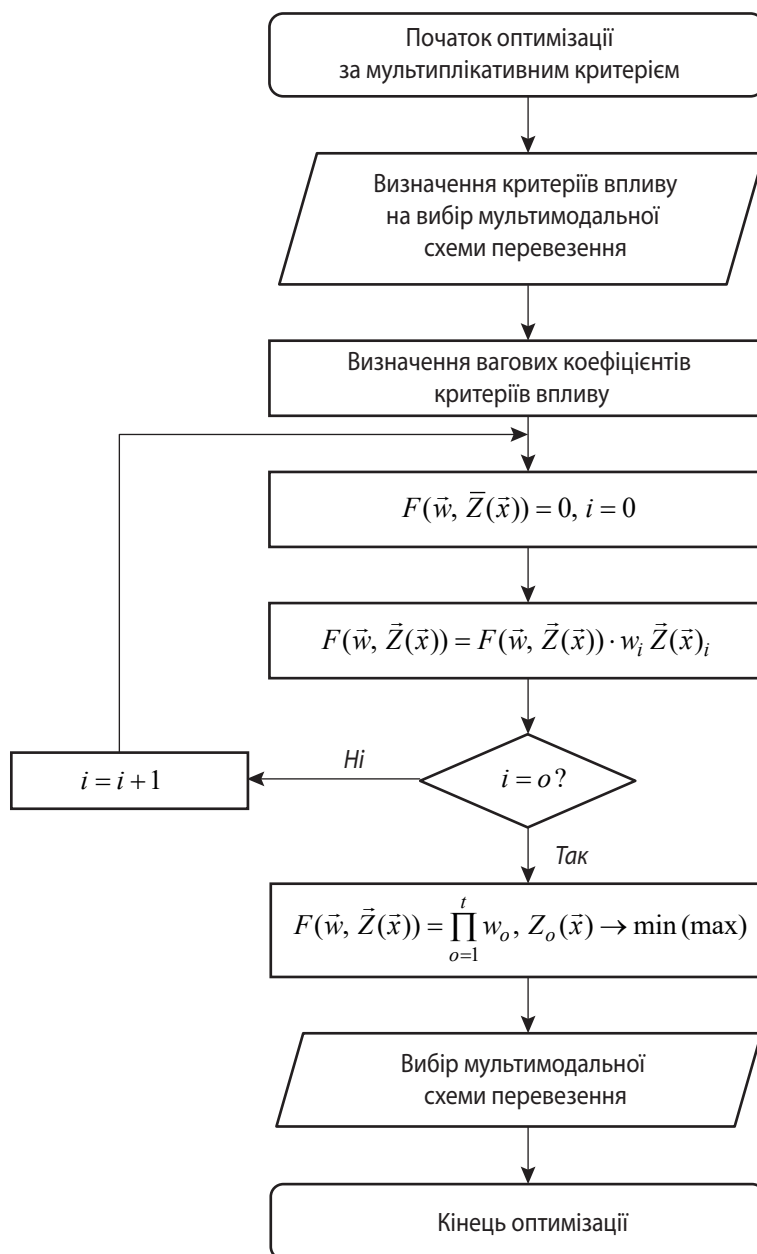 Початок оптимізації
за мультиплікативним критерієм
Визначення критеріїв впливу
на вибір мультимодальної
схеми перевезення
Визначення вагових коефіцієнтів
критеріїв впливу
F(w⃗, Z̅(x⃗)) = 0, i = 0
F(w⃗, Z⃗(x⃗)) = F(w⃗, Z⃗(x⃗)) · w_i Z⃗(x⃗)_i
i = o?
Ні
i = i + 1
Так
F(w⃗, Z⃗(x⃗)) = ∏_{o=1}^{t} w_o, Z_o(x⃗) → min (max)
Вибір мультимодальної
схеми перевезення
Кінець оптимізації